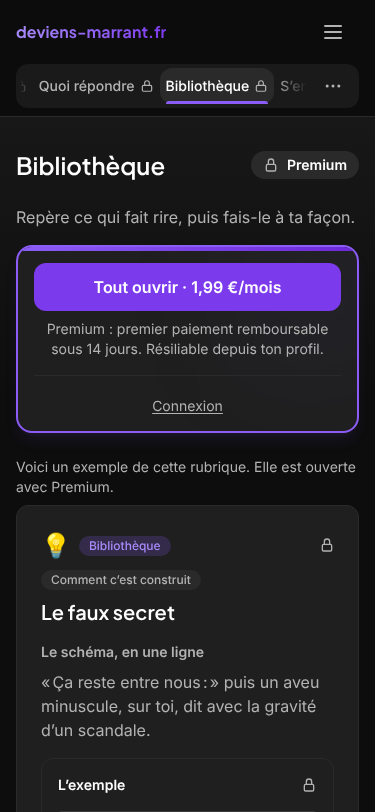 deviens-marrant.fr
Quoi répondre
Bibliothèque
S'en
Bibliothèque
Premium
Repère ce qui fait rire, puis fais-le à ta façon.
Tout ouvrir · 1,99 €/mois
Premium : premier paiement remboursable
sous 14 jours. Résiliable depuis ton profil.
Connexion
Voici un exemple de cette rubrique. Elle est ouverte
avec Premium.
Bibliothèque
Comment c'est construit
Le faux secret
Le schéma, en une ligne
« Ça reste entre nous : » puis un aveu
minuscule, sur toi, dit avec la gravité
d'un scandale.
L'exemple